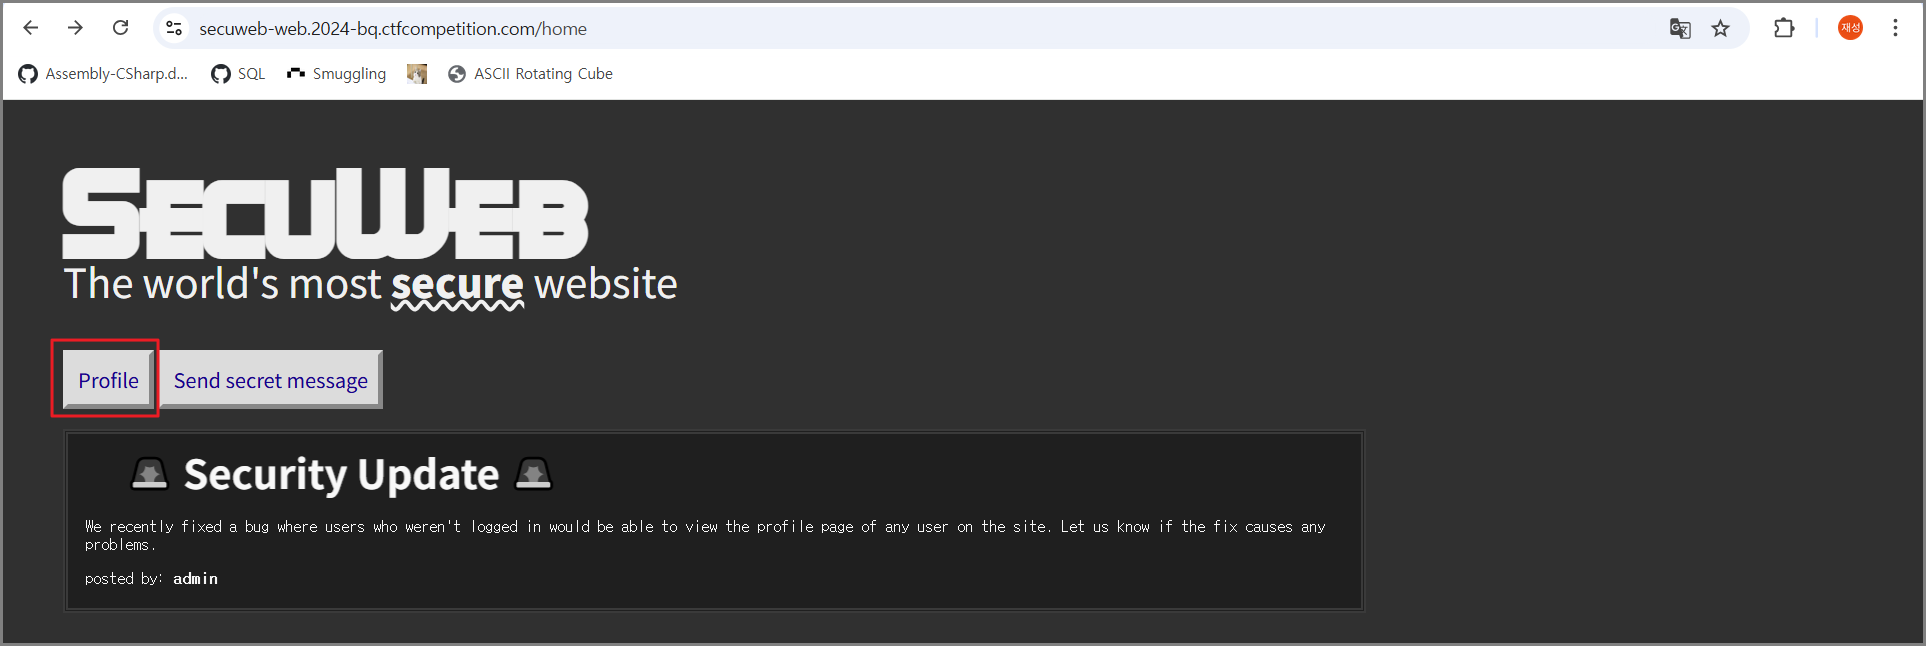 secuweb-web.2024-bq.ctfcompetition.com/home
재성
Assembly-CSharp.d... SQL Smuggling ASCII Rotating Cube
SECUWEB
The world's most secure website
Profile Send secret message
Security Update
We recently fixed a bug where users who weren't logged in would be able to view the profile page of any user on the site. Let us know if the fix causes any
problems.
posted by: admin